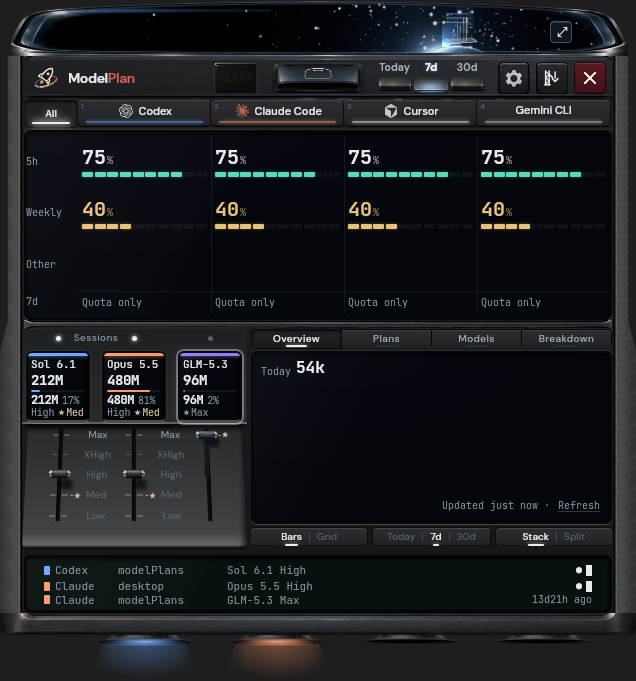 ModelPlan
ALERT
Today 7d 30d
All
1 Codex
2 Claude Code
3 Cursor
4 Gemini CLI
5h 75% 75% 75% 75%
Weekly 40% 40% 40% 40%
Other
7d Quota only Quota only Quota only Quota only
Sessions
Sol 6.1
212M
212M 17%
High ★Med
Opus 5.5
480M
480M 81%
High ★Med
GLM-5.3
96M
96M 2%
★Max
Max Max
XHigh XHigh
High High
Med Med
Low Low
Overview Plans Models Breakdown
Today 54k
Updated just now · Refresh
Bars | Grid
Today | 7d | 30d
Stack | Split
Codex modelPlans Sol 6.1 High
Claude desktop Opus 5.5 High
Claude modelPlans GLM-5.3 Max 13d21h ago